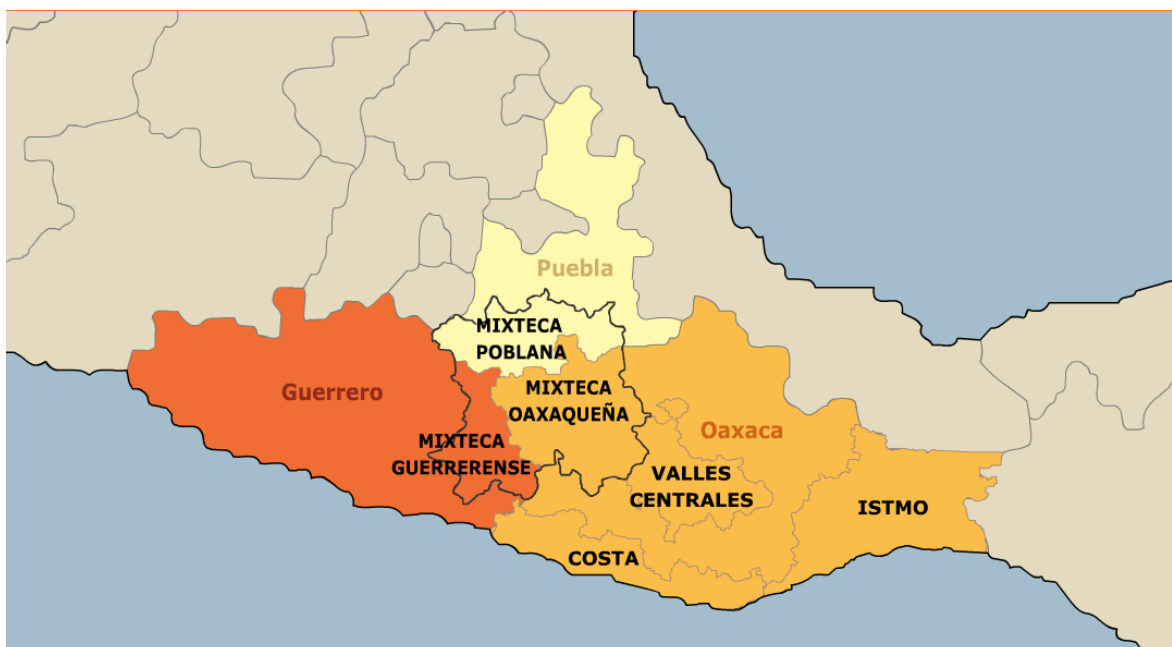 Puebla
MIXTECA
POBLANA
Guerrero
MIXTECA
OAXAQUEÑA
Oaxaca
MIXTECA
GUERRERENSE
VALLES
CENTRALES
ISTMO
COSTA